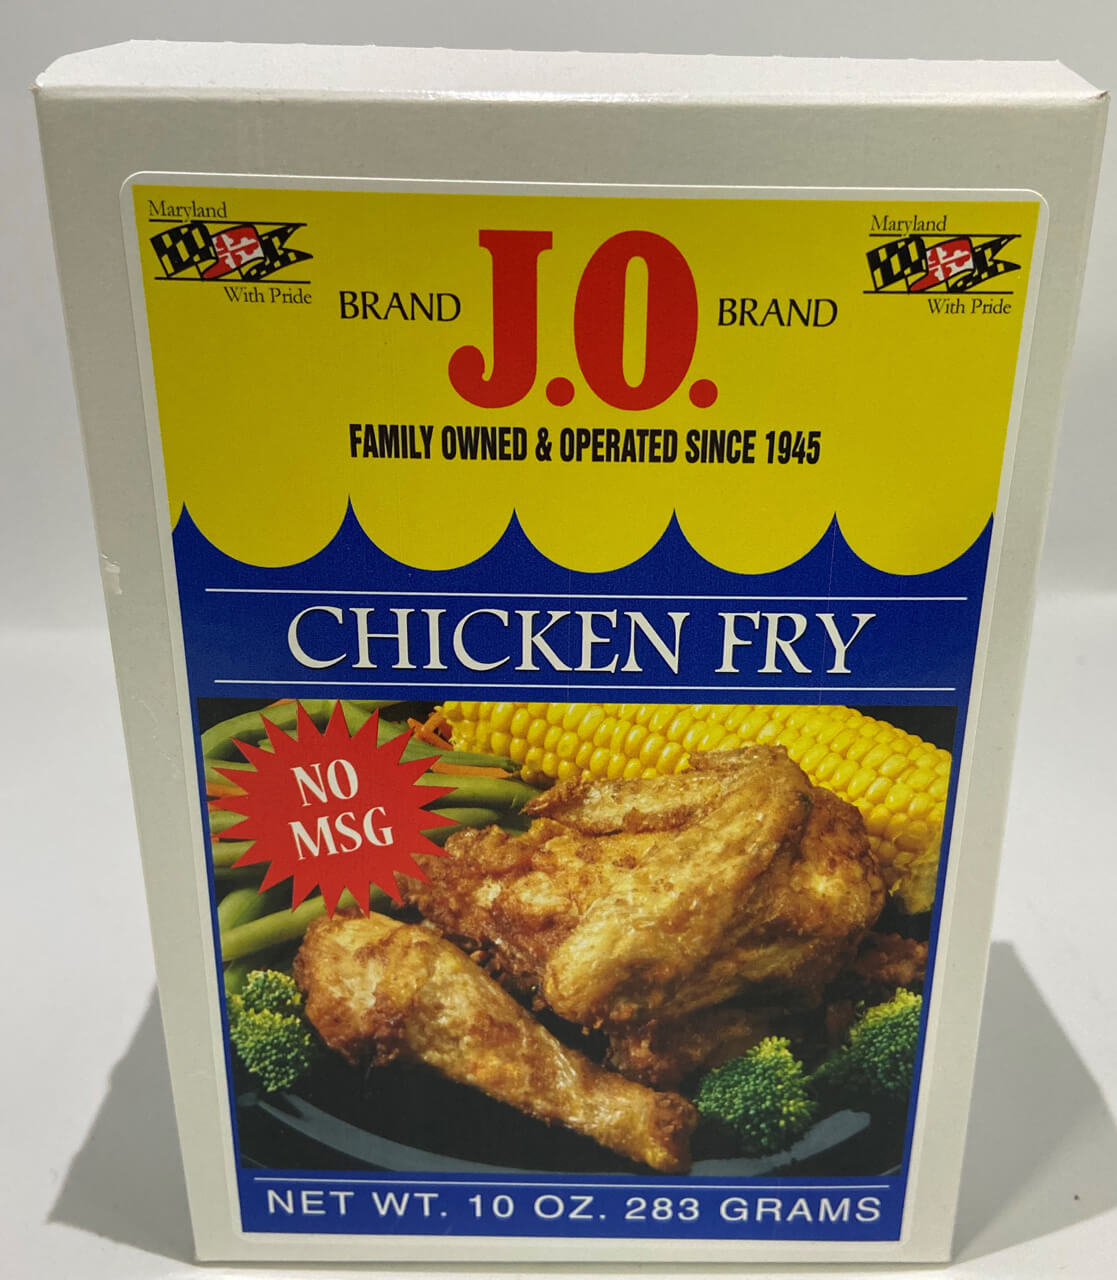 Maryland
With Pride
BRAND J.O. BRAND
Maryland
With Pride
FAMILY OWNED & OPERATED SINCE 1945
CHICKEN FRY
NO
MSG
NET WT. 10 OZ. 283 GRAMS